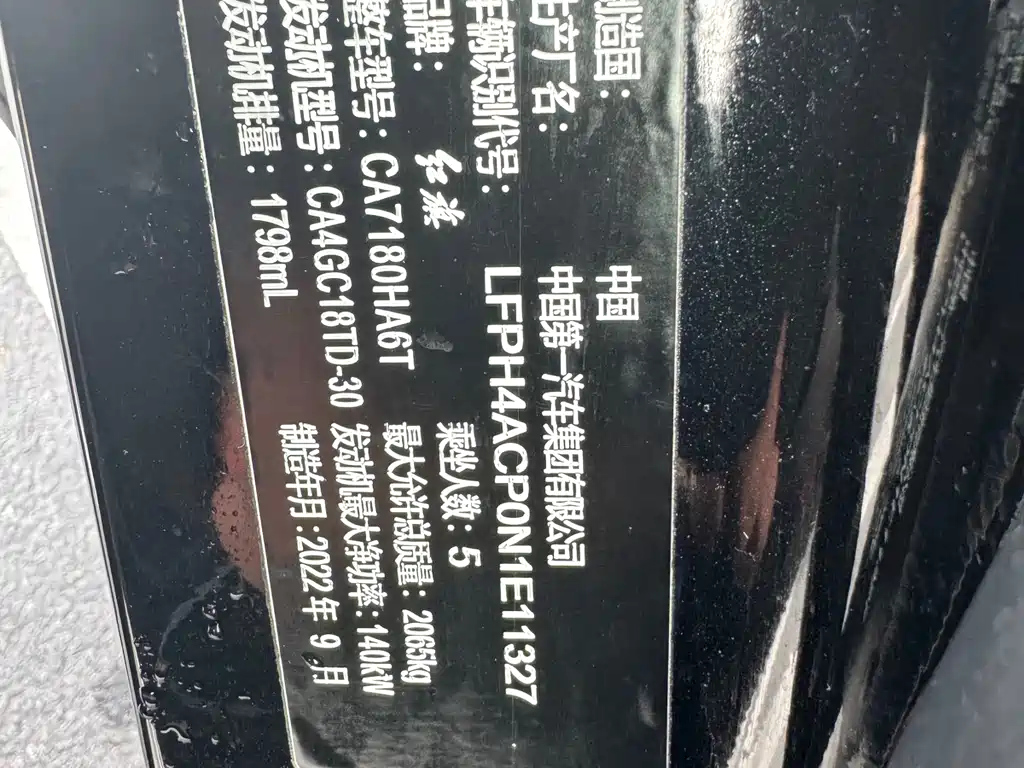 制造国： 中国
生产厂名： 中国第一汽车集团有限公司
车辆识别代号： LFPH4ACP0N1E11327
品牌： 红旗 乘坐人数：5
整车型号：CA7180HA6T 最大允许总质量：2065kg
发动机型号：CA4GC18TD-30 发动机最大净功率：140kW
发动机排量：1798mL 制造年月：2022年9月